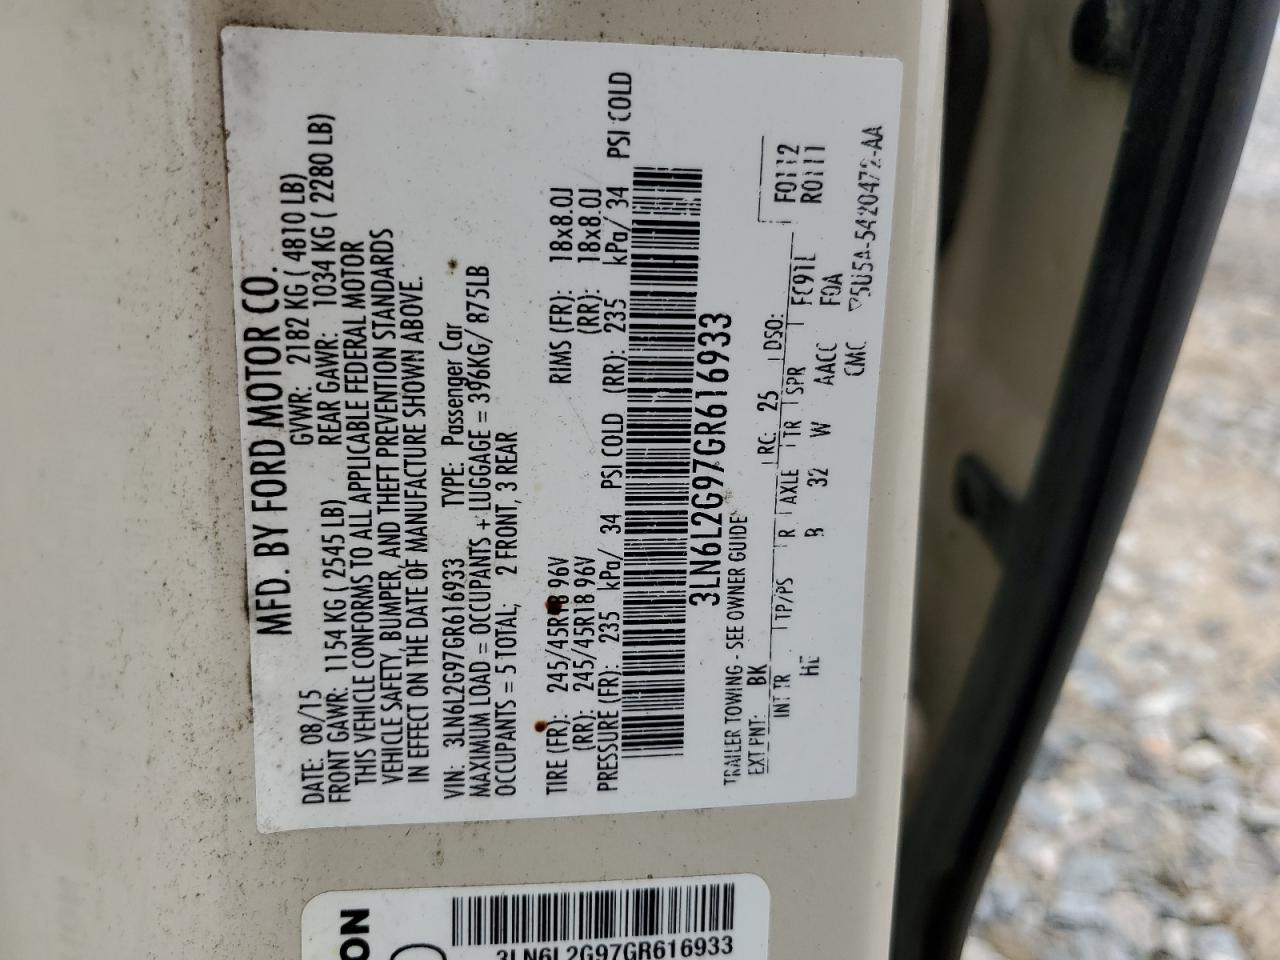 MFD. BY FORD MOTOR CO.
DATE: 08/15 GVWR: 2182 KG ( 4810 LB)
FRONT GAWR: 1154 KG ( 2545 LB) REAR GAWR: 1034 KG ( 2280 LB)
THIS VEHICLE CONFORMS TO ALL APPLICABLE FEDERAL MOTOR
VEHICLE SAFETY, BUMPER, AND THEFT PREVENTION STANDARDS
IN EFFECT ON THE DATE OF MANUFACTURE SHOWN ABOVE.
VIN: 3LN6L2G97GR616933 TYPE: Passenger Car
MAXIMUM LOAD = OCCUPANTS + LUGGAGE = 396KG/ 875LB
OCCUPANTS = 5 TOTAL, 2 FRONT, 3 REAR
TIRE (FR): 245/45R18 96V RIMS (FR): 18x8.0J
(RR): 245/45R18 96V (RR): 18x8.0J
PRESSURE (FR): 235 kPa/ 34 PSI COLD (RR): 235 kPa/ 34 PSI COLD
3LN6L2G97GR616933
TRAILER TOWING - SEE OWNER GUIDE F0112
EXT PNT: BK RC: 25 DSO: R0111
INT TR TP/PS R AXLE TR SPR FC91L
HE B 32 W AACC F0A
CMC 5U5A-5420472-AA
ON
3LN6L2G97GR616933